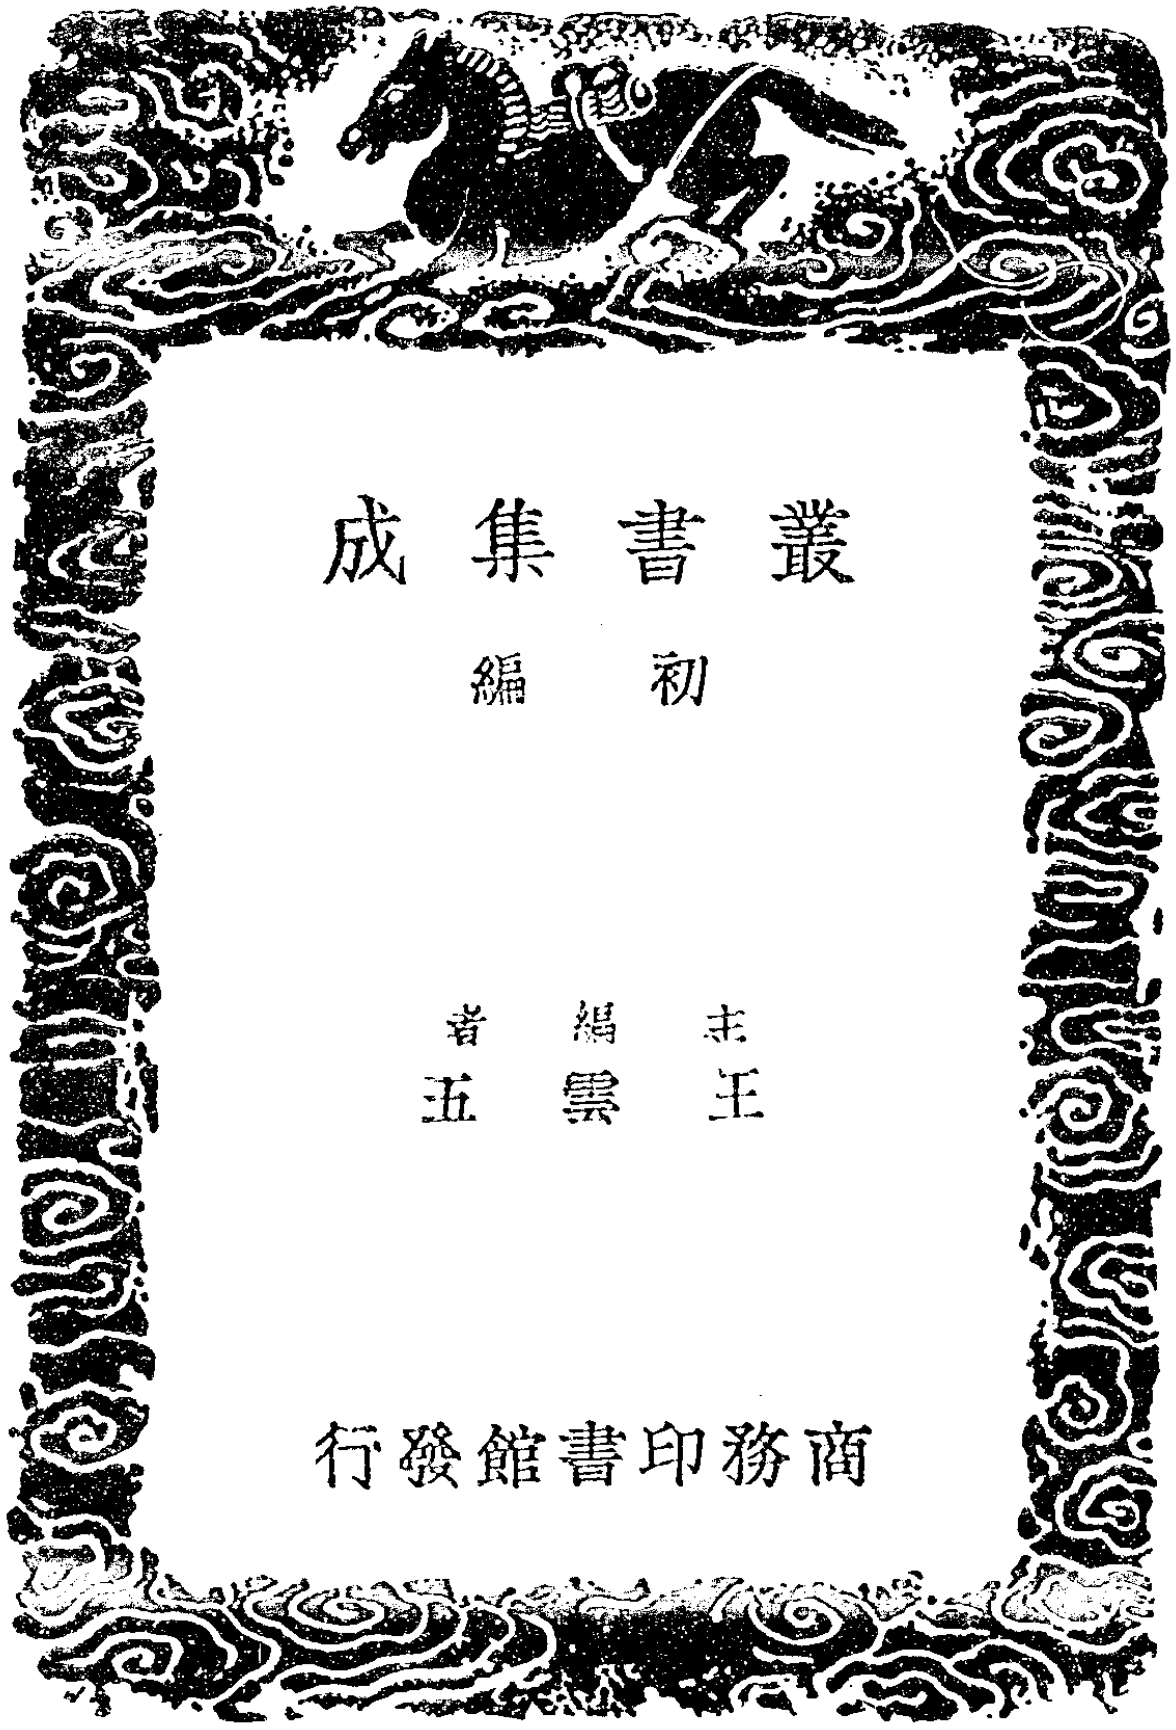 叢書集成
初編
主編者
王雲五
商務印書館發行